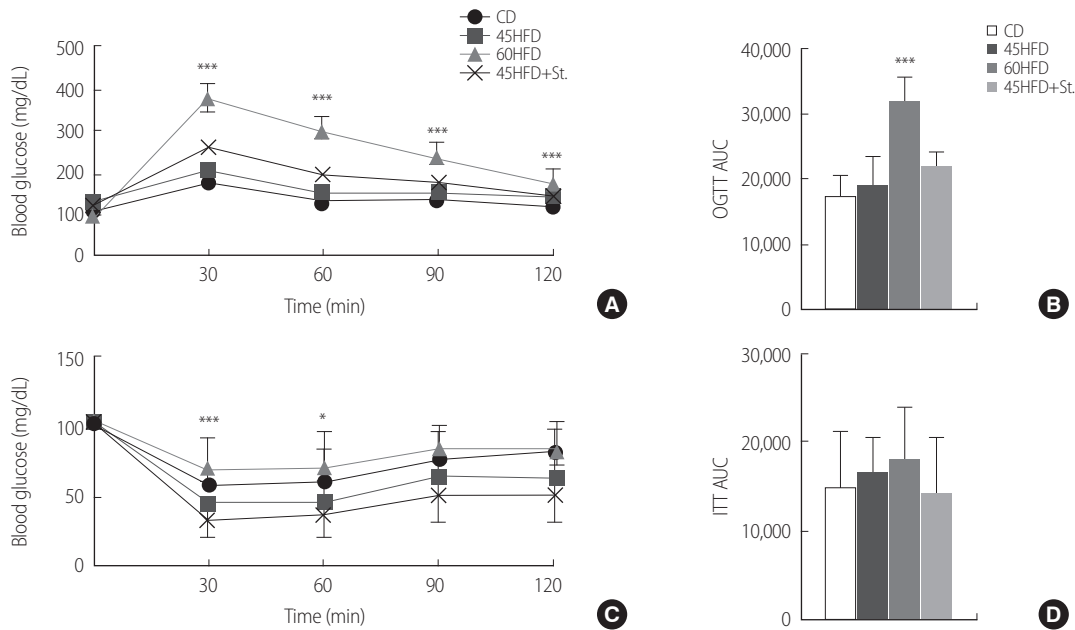 CD
45HFD
60HFD
45HFD+St.
Blood glucose (mg/dL)
500
400
300
200
100
0
***
***
***
***
30
60
90
120
Time (min)
A
CD
45HFD
60HFD
45HFD+St.
OGTT AUC
40,000
30,000
20,000
10,000
0
***
B
Blood glucose (mg/dL)
150
100
50
0
***
*
30
60
90
120
Time (min)
C
ITT AUC
30,000
20,000
10,000
0
D